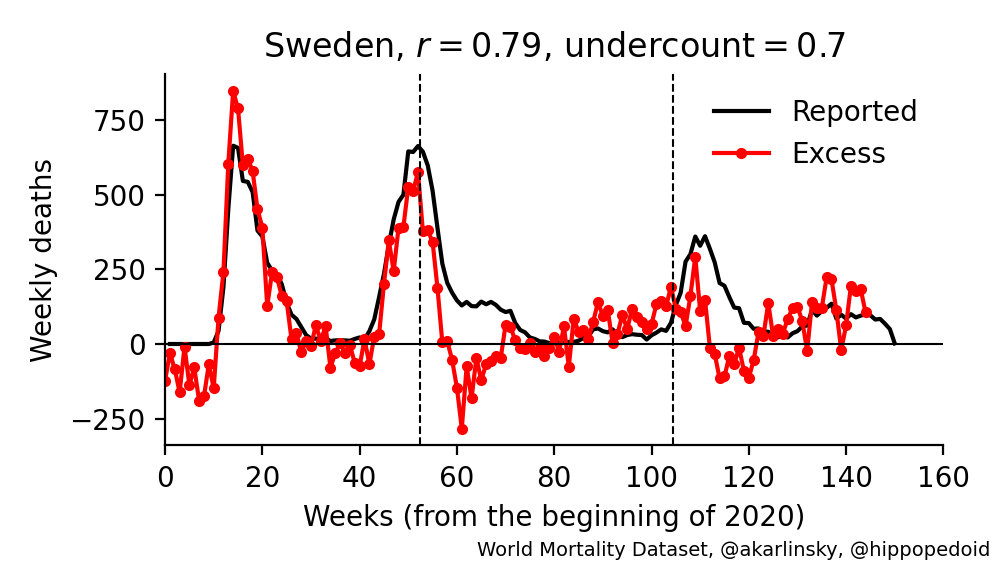 Sweden, r = 0.79, undercount = 0.7
Reported
Excess
Weekly deaths
750
500
250
0
−250
0 20 40 60 80 100 120 140 160
Weeks (from the beginning of 2020)
World Mortality Dataset, @akarlinsky, @hippopedoid